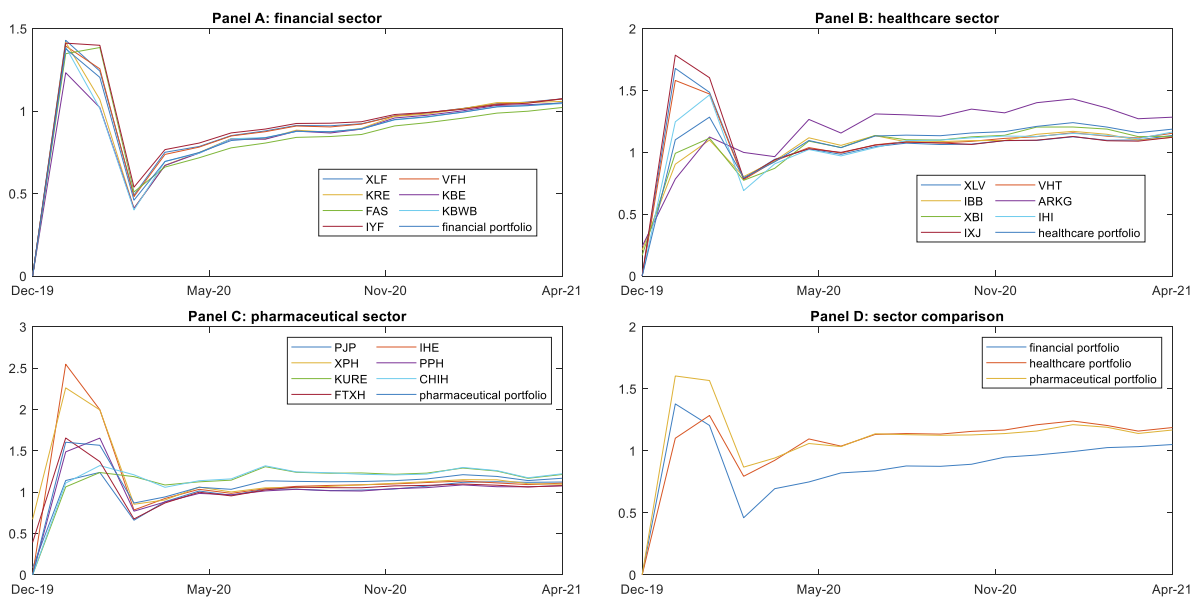 Panel A: financial sector
1.5
1
0.5
0
Dec-19 May-20 Nov-20 Apr-21
XLF VFH
KRE KBE
FAS KBWB
IYF financial portfolio
Panel B: healthcare sector
2
1.5
1
0.5
0
Dec-19 May-20 Nov-20 Apr-21
XLV VHT
IBB ARKG
XBI IHI
IXJ healthcare portfolio
Panel C: pharmaceutical sector
3
2.5
2
1.5
1
0.5
0
Dec-19 May-20 Nov-20 Apr-21
PJP IHE
XPH PPH
KURE CHIH
FTXH pharmaceutical portfolio
Panel D: sector comparison
2
1.5
1
0.5
0
Dec-19 May-20 Nov-20 Apr-21
financial portfolio
healthcare portfolio
pharmaceutical portfolio